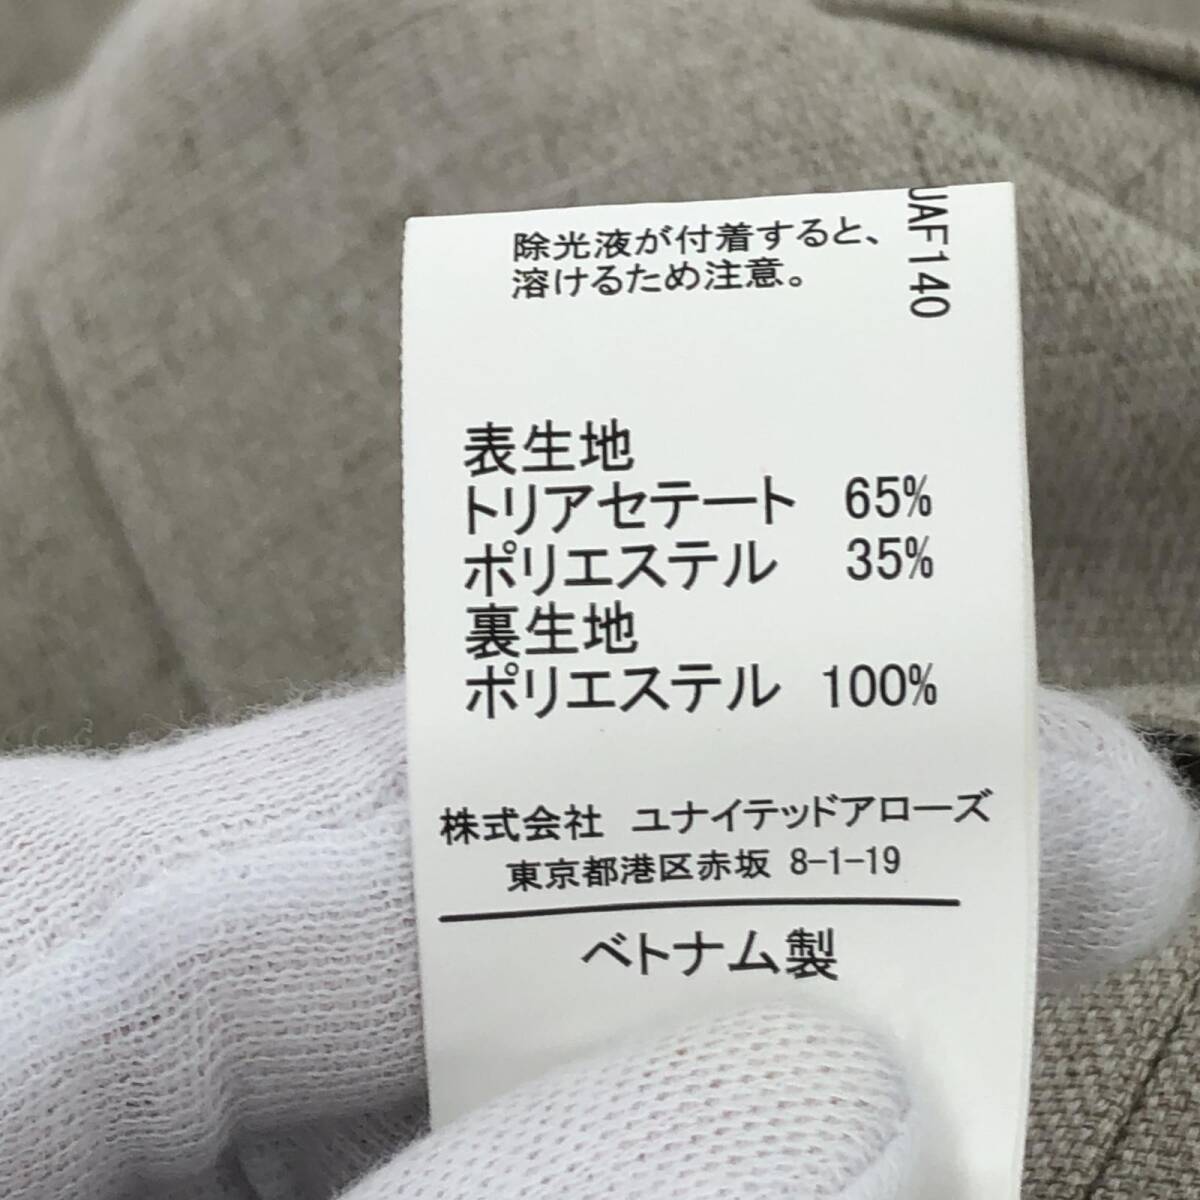 除光液が付着すると、
溶けるため注意。
UAF140
表生地
トリアセテート 65%
ポリエステル 35%
裏生地
ポリエステル 100%
株式会社 ユナイテッドアローズ
東京都港区赤坂 8-1-19
ベトナム製